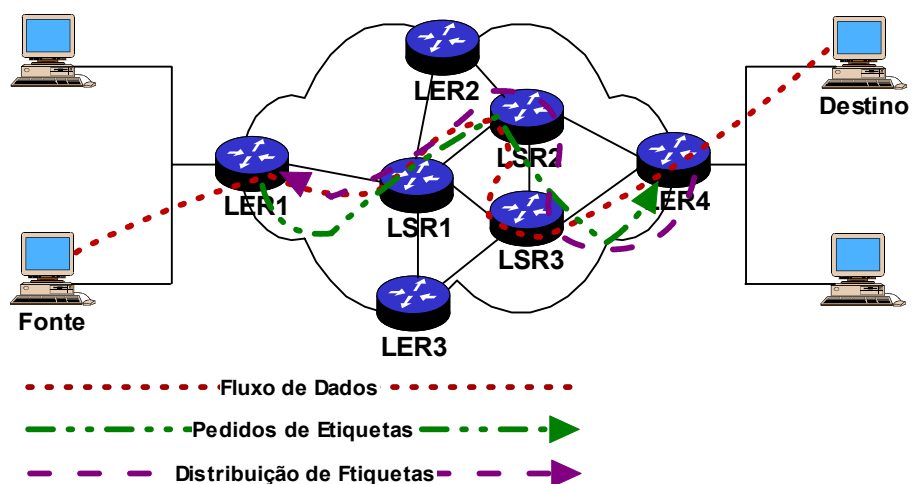 LER2
Destino
LSR2
LER1
LER4
LSR1
LSR3
Fonte
LER3
Fluxo de Dados
Pedidos de Etiquetas
Distribuição de Ftiquetas